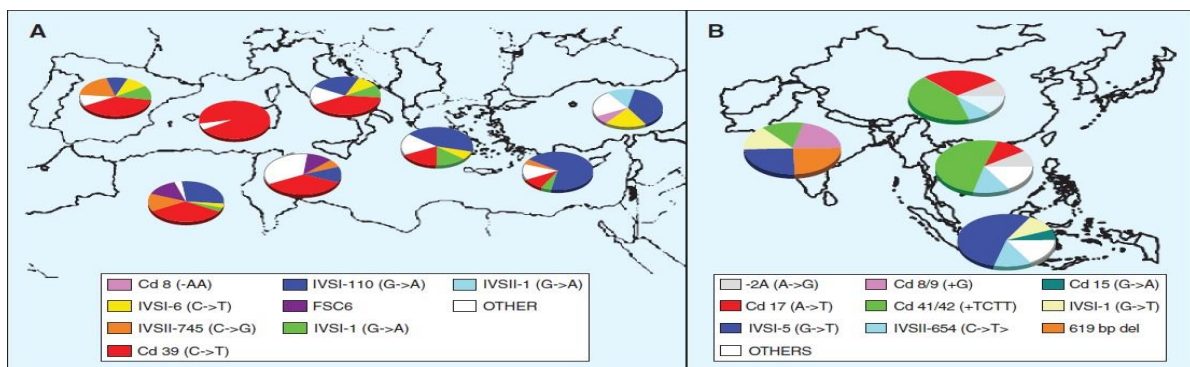 A
Cd 8 (-AA)
IVSI-6 (C->T)
IVSII-745 (C->G)
Cd 39 (C->T)
IVSI-110 (G->A)
FSC6
IVSI-1 (G->A)
IVSII-1 (G->A)
OTHER
B
-2A (A->G)
Cd 17 (A->T)
IVSI-5 (G->T)
OTHERS
Cd 8/9 (+G)
Cd 41/42 (+TCTT)
IVSII-654 (C->T>
Cd 15 (G->A)
IVSI-1 (G->T)
619 bp del